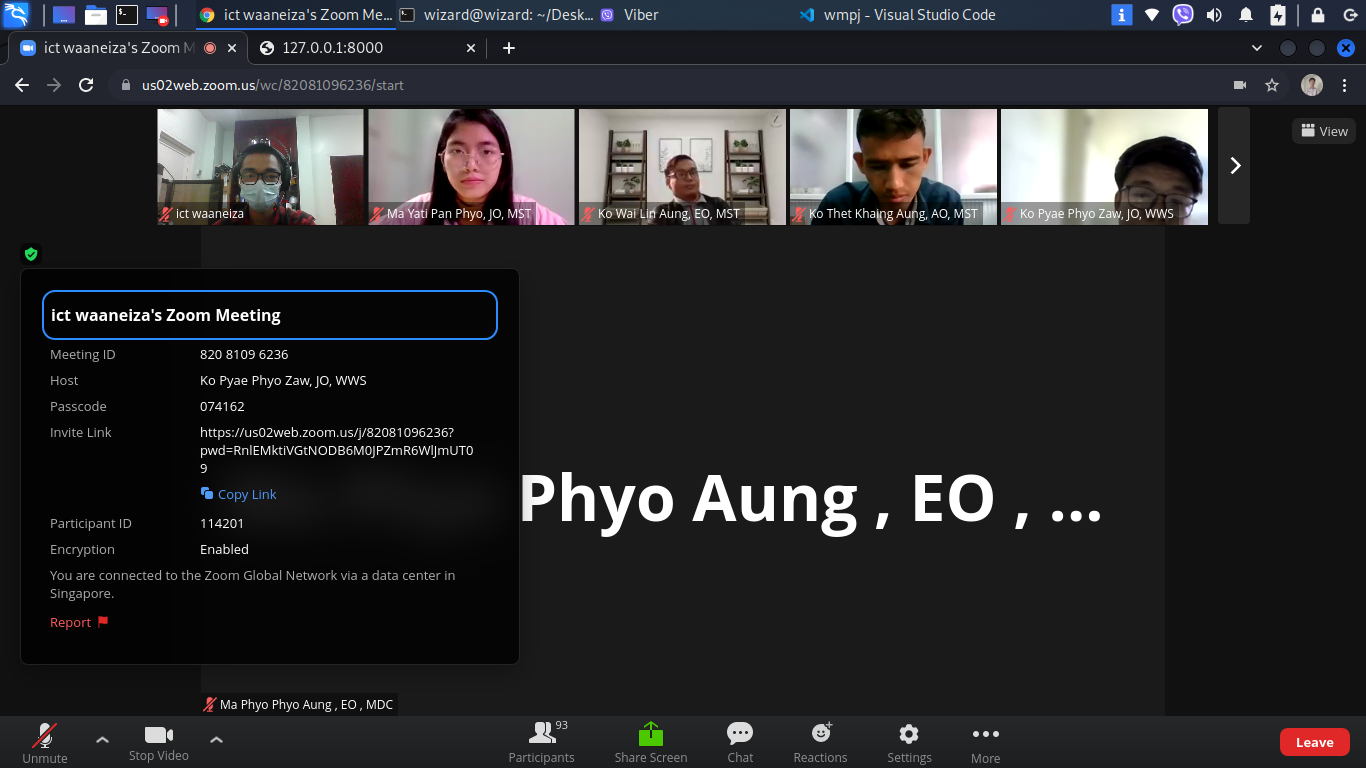 ict waaneiza's Zoom Me...
wizard@wizard: ~/Desk...
Viber
wmpj - Visual Studio Code
ict waaneiza's Zoom M
127.0.0.1:8000
us02web.zoom.us/wc/82081096236/start
ict waaneiza
Ma Yati Pan Phyo, JO, MST
Ko Wai Lin Aung, EO, MST
Ko Thet Khaing Aung, AO, MST
Ko Pyae Phyo Zaw, JO, WWS
View
ict waaneiza's Zoom Meeting
Meeting ID 820 8109 6236
Host Ko Pyae Phyo Zaw, JO, WWS
Passcode 074162
Invite Link https://us02web.zoom.us/j/82081096236?
pwd=RnlEMktiVGtNODB6M0JPZmR6WlJmUT0
9
Copy Link
Participant ID 114201
Encryption Enabled
You are connected to the Zoom Global Network via a data center in
Singapore.
Report
Phyo Aung , EO , ...
Ma Phyo Phyo Aung , EO , MDC
Unmute
Stop Video
93
Participants
Share Screen
Chat
Reactions
Settings
More
Leave